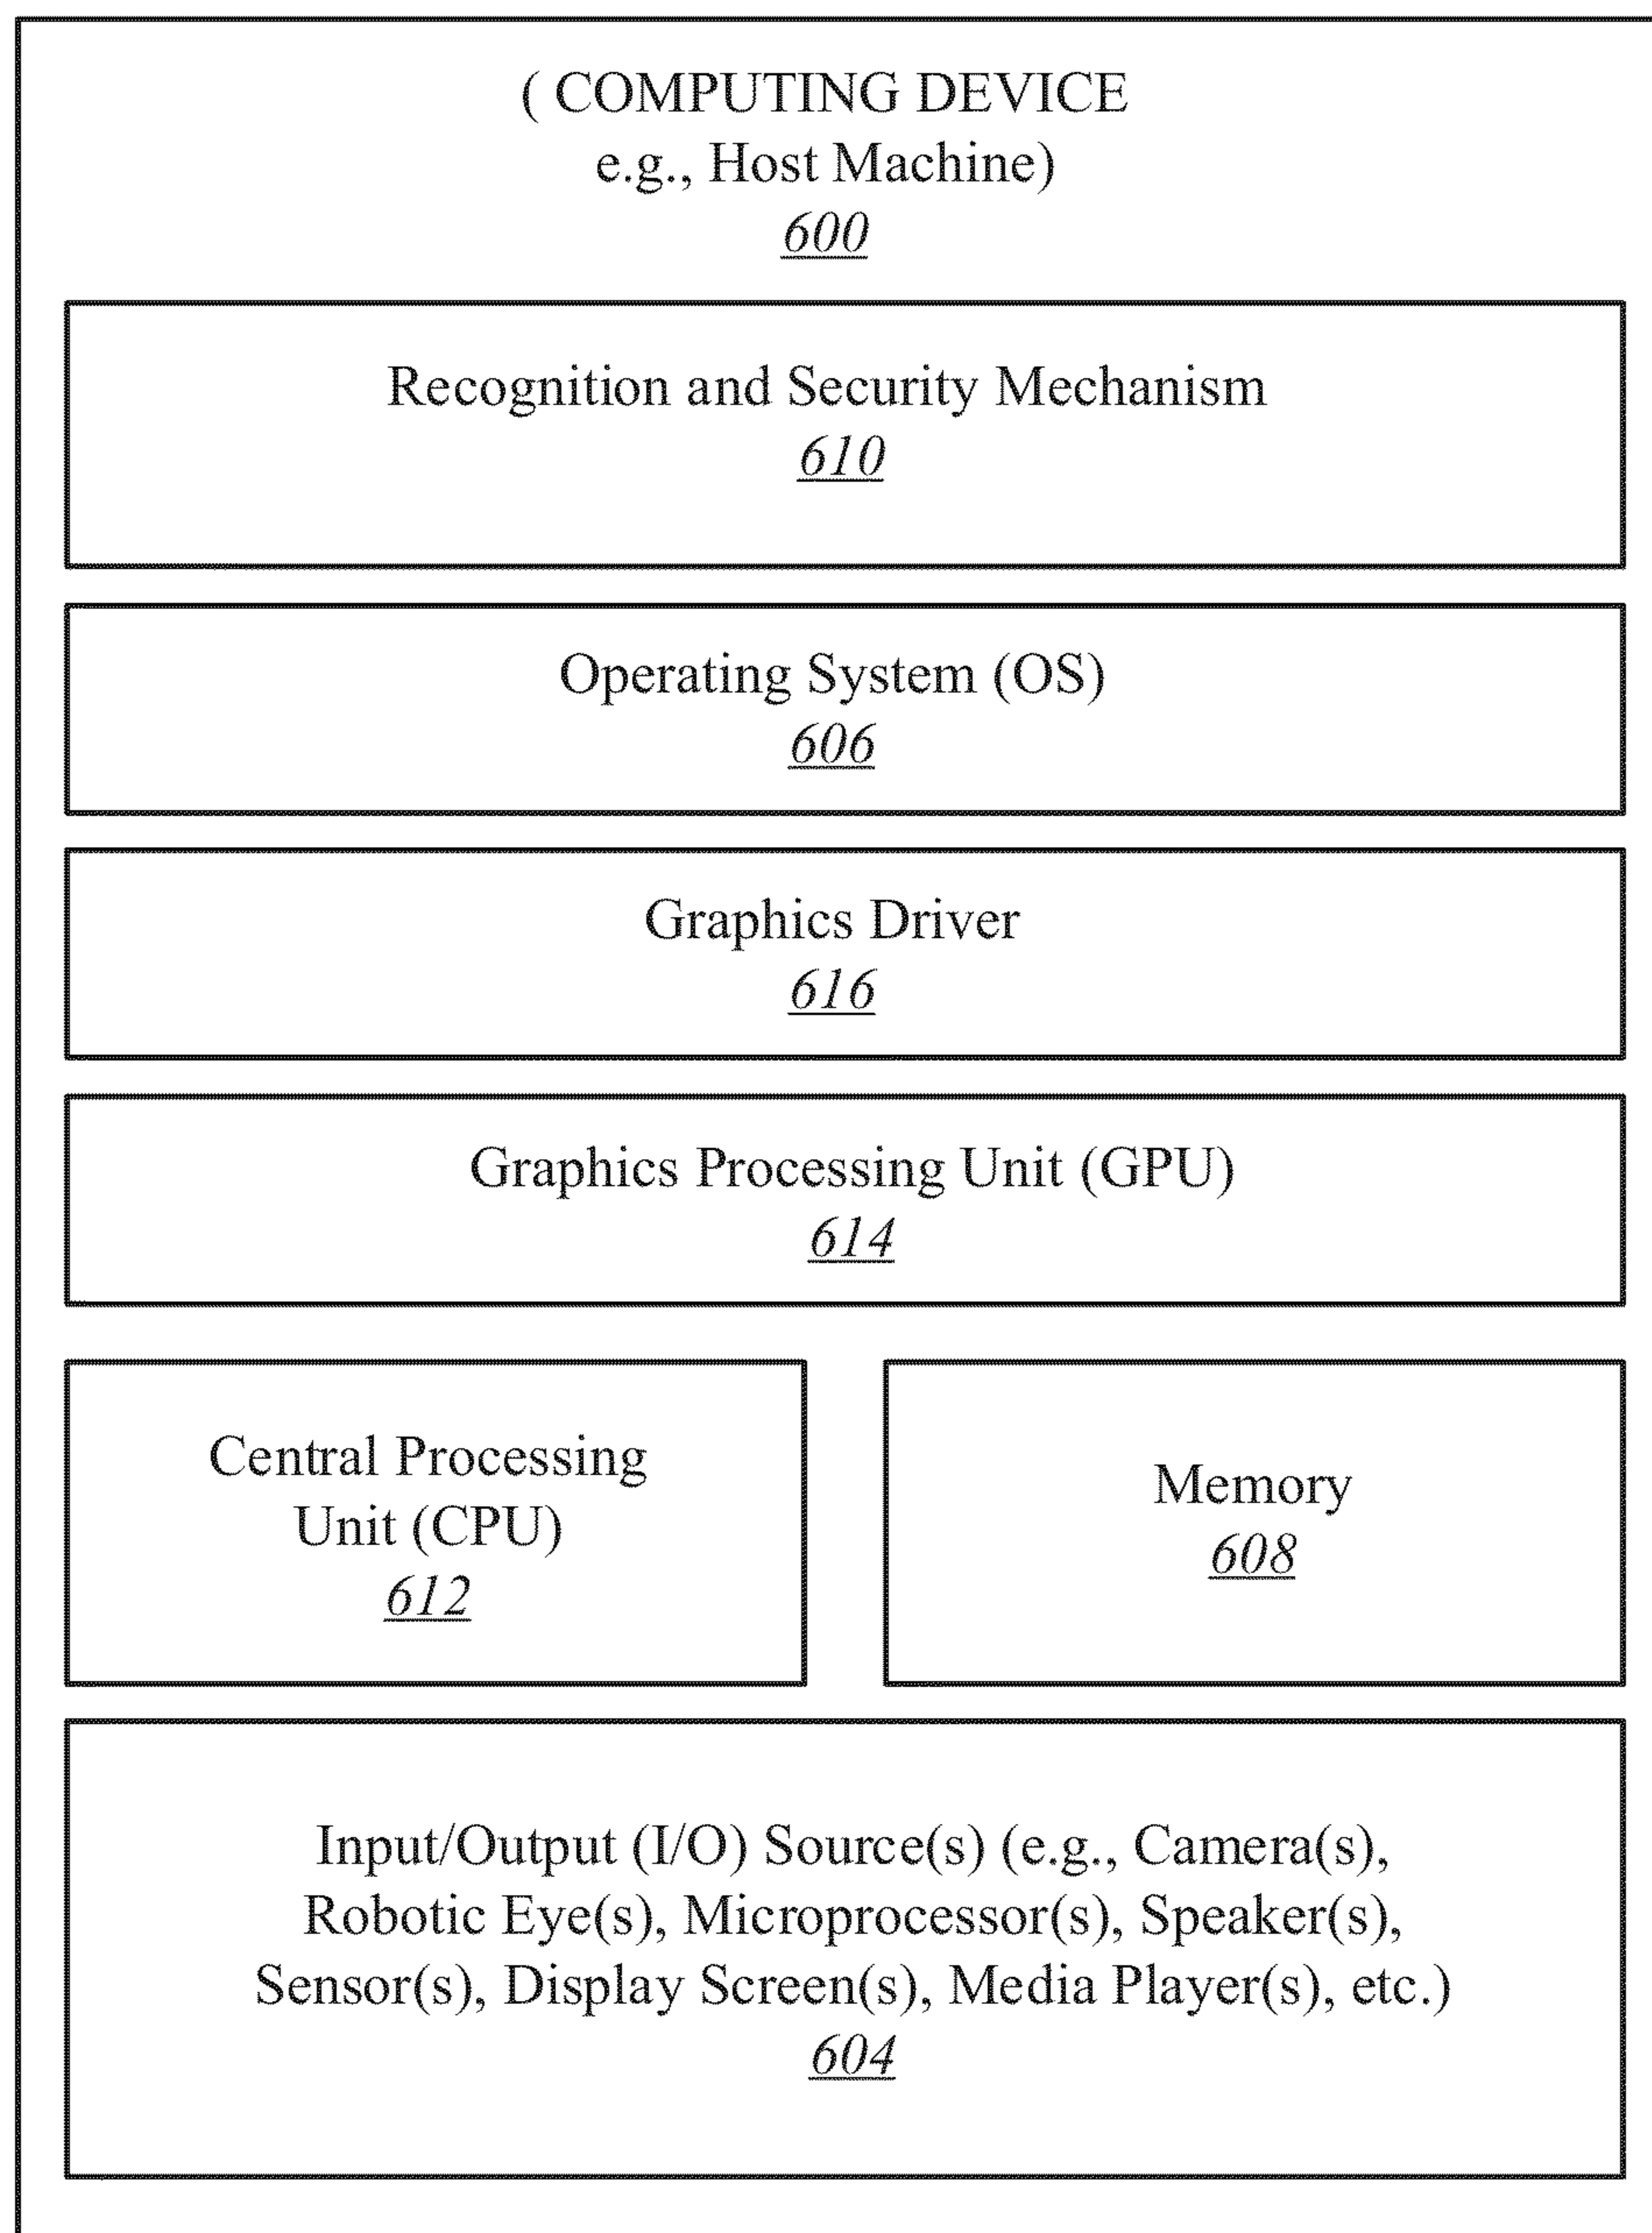 ( COMPUTING DEVICE
e.g., Host Machine)
600
Recognition and Security Mechanism
610
Operating System (OS)
606
Graphics Driver
616
Graphics Processing Unit (GPU)
614
Central Processing
Unit (CPU)
612
Memory
608
Input/Output (I/O) Source(s) (e.g., Camera(s),
Robotic Eye(s), Microprocessor(s), Speaker(s),
Sensor(s), Display Screen(s), Media Player(s), etc.)
604